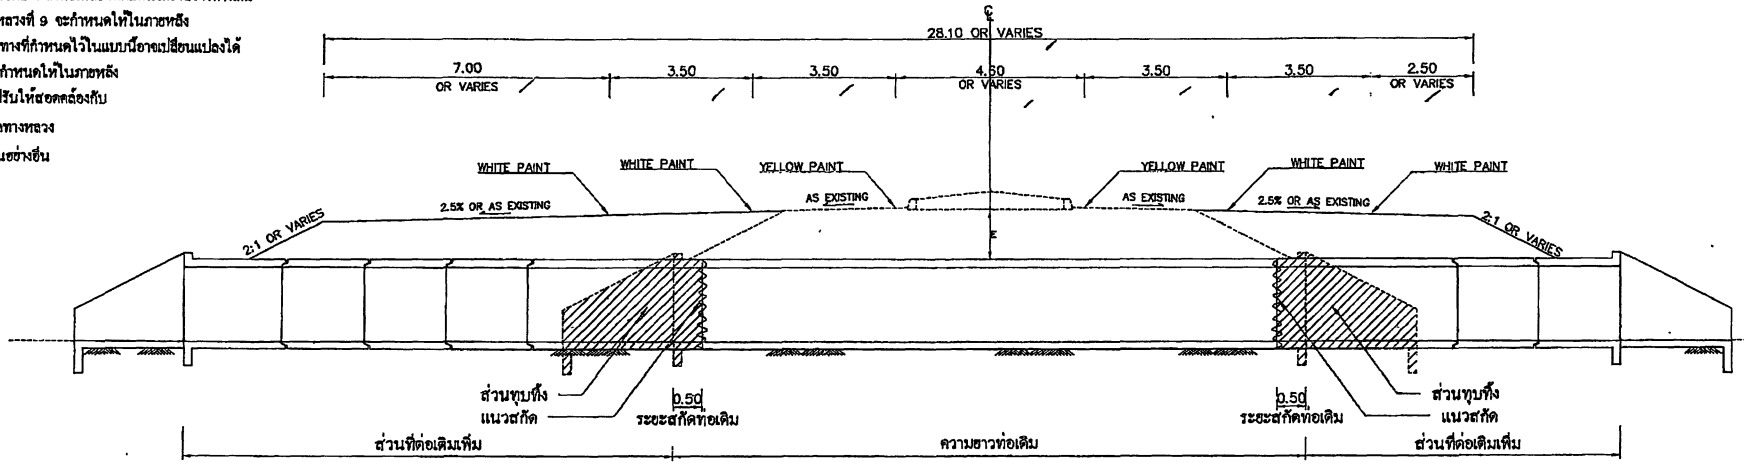 หลวงที่ 9 จะกำหนดให้ในภายหลัง
ทางที่กำหนดไว้ในแบบนี้อาจเปลี่ยนแปลงได้
กำหนดให้ในภายหลัง
ปรับให้สอดคล้องกับ
ทางหลวง
นอย่างอื่น
28.10 OR VARIES
7.00 OR VARIES
3.50
3.50
4.60 OR VARIES
3.50
3.50
2.50 OR VARIES
WHITE PAINT
WHITE PAINT
YELLOW PAINT
YELLOW PAINT
WHITE PAINT
WHITE PAINT
2:1 OR VARIES
2.5% OR AS EXISTING
AS EXISTING
AS EXISTING
2.5% OR AS EXISTING
2:1 OR VARIES
E
ส่วนทุบทิ้ง
แนวสกัด
0.50
ระยะสกัดท่อเดิม
0.50
ระยะสกัดท่อเดิม
ส่วนทุบทิ้ง
แนวสกัด
ส่วนที่ต่อเติมเพิ่ม
ความยาวท่อเดิม
ส่วนที่ต่อเติมเพิ่ม